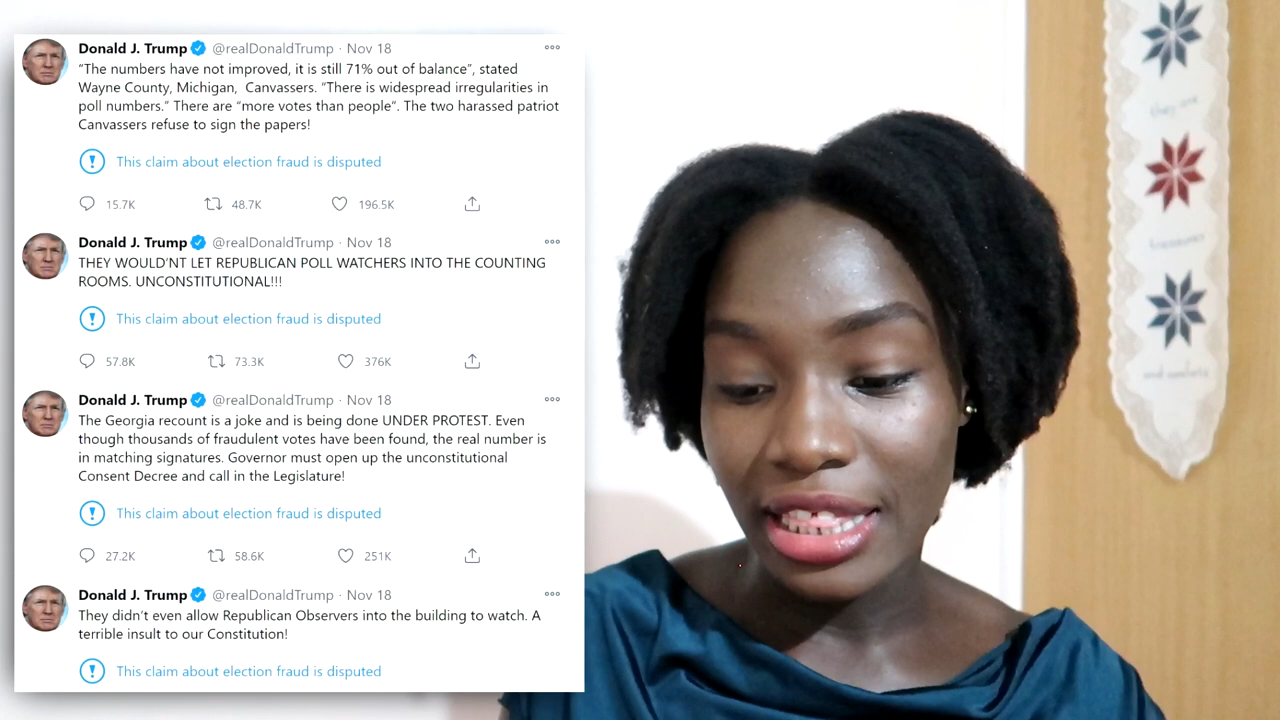 Donald J. Trump @realDonaldTrump · Nov 18
“The numbers have not improved, it is still 71% out of balance”, stated
Wayne County, Michigan, Canvassers. “There is widespread irregularities in
poll numbers.” There are “more votes than people”. The two harassed patriot
Canvassers refuse to sign the papers!
This claim about election fraud is disputed
15.7K 48.7K 196.5K
Donald J. Trump @realDonaldTrump · Nov 18
THEY WOULD'NT LET REPUBLICAN POLL WATCHERS INTO THE COUNTING
ROOMS. UNCONSTITUTIONAL!!!
This claim about election fraud is disputed
57.8K 73.3K 376K
Donald J. Trump @realDonaldTrump · Nov 18
The Georgia recount is a joke and is being done UNDER PROTEST. Even
though thousands of fraudulent votes have been found, the real number is
in matching signatures. Governor must open up the unconstitutional
Consent Decree and call in the Legislature!
This claim about election fraud is disputed
27.2K 58.6K 251K
Donald J. Trump @realDonaldTrump · Nov 18
They didn’t even allow Republican Observers into the building to watch. A
terrible insult to our Constitution!
This claim about election fraud is disputed
they are